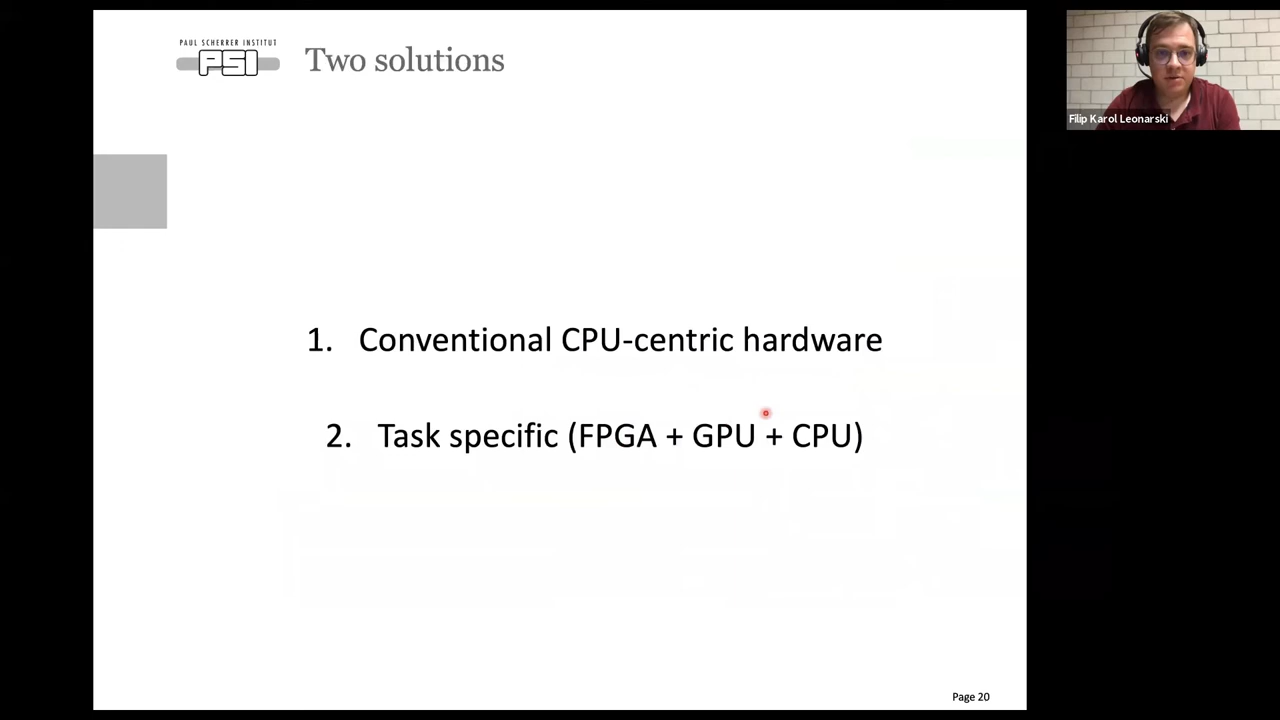 PAUL SCHERRER INSTITUT
PSI
Two solutions
Filip Karol Leonarski
1. Conventional CPU-centric hardware
2. Task specific (FPGA + GPU + CPU)
Page 20